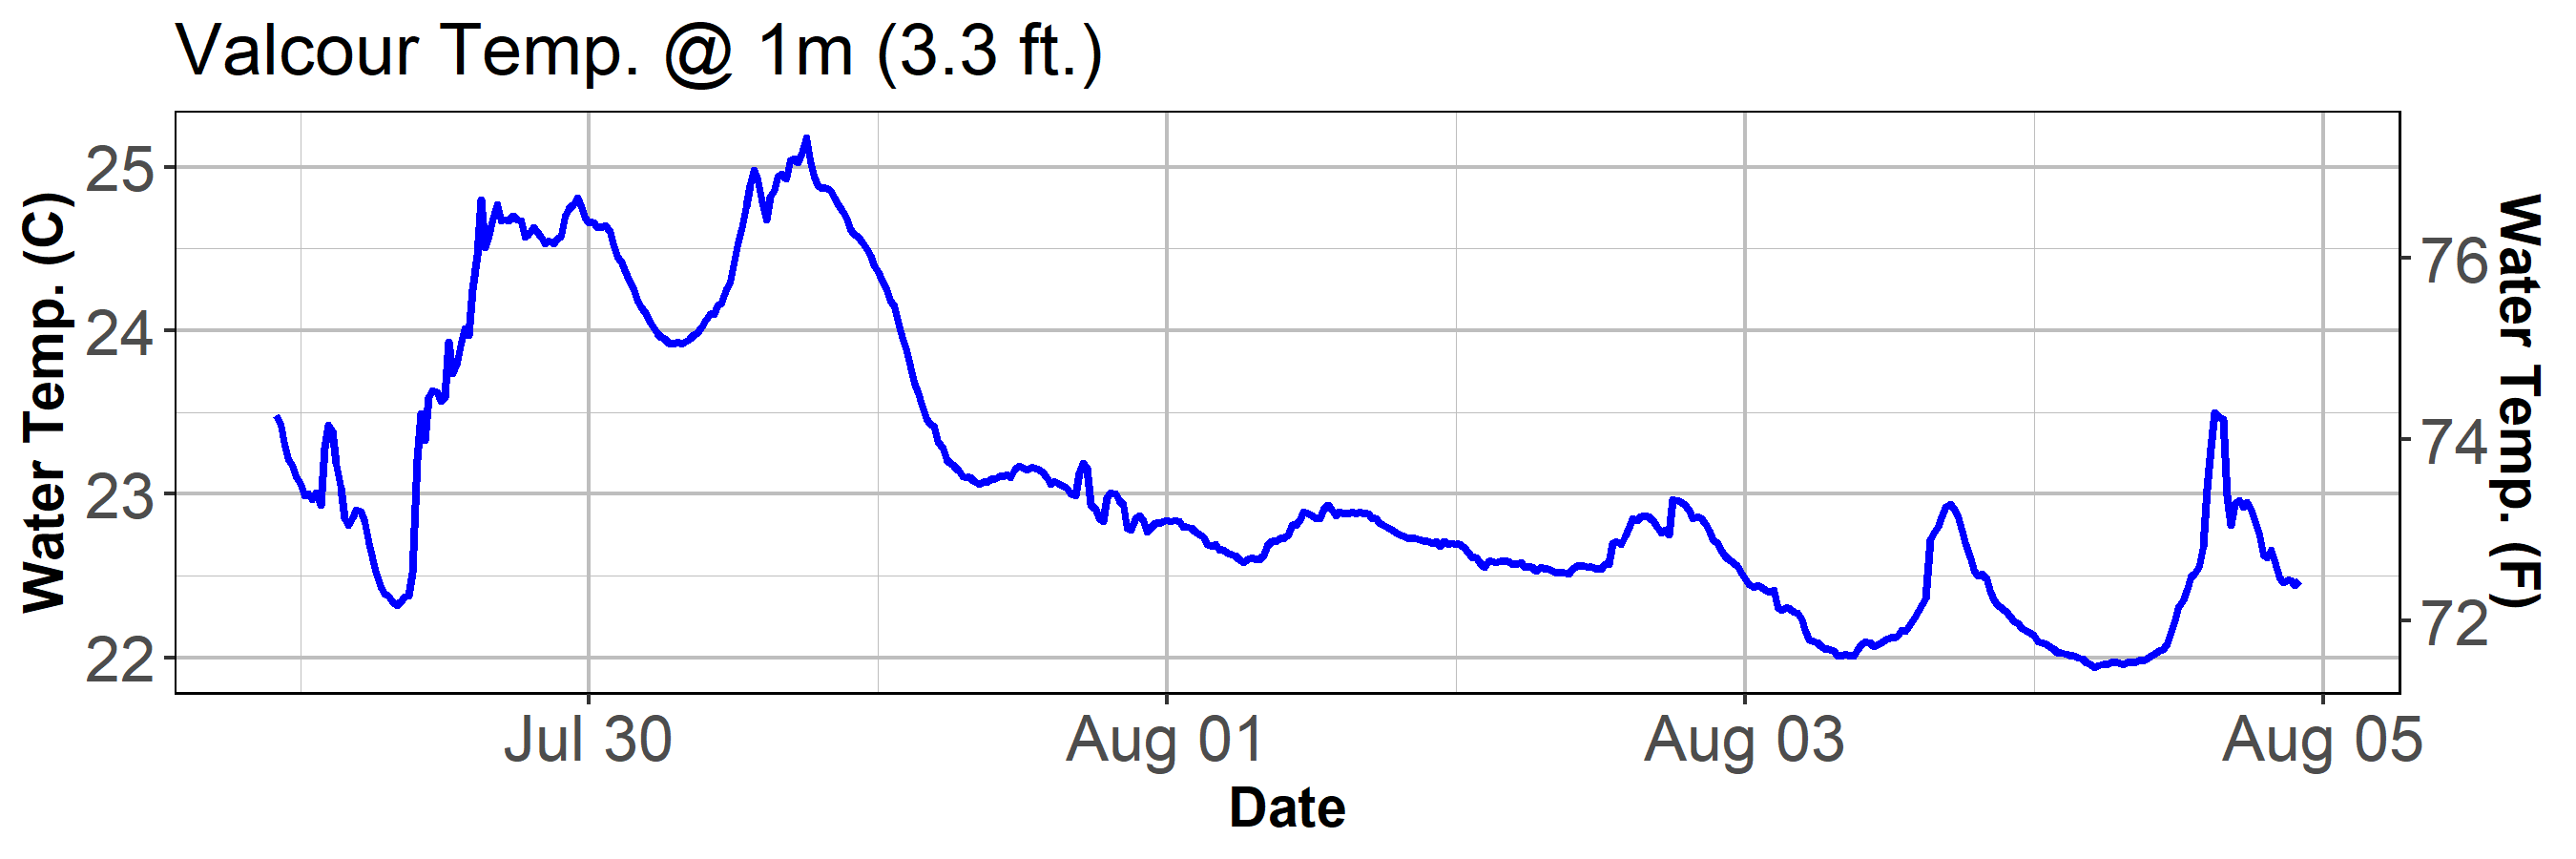 Valcour Temp. @ 1m (3.3 ft.)
Water Temp. (C)
25
24
23
22
76
74
72
Water Temp. (F)
Jul 30
Aug 01
Aug 03
Aug 05
Date